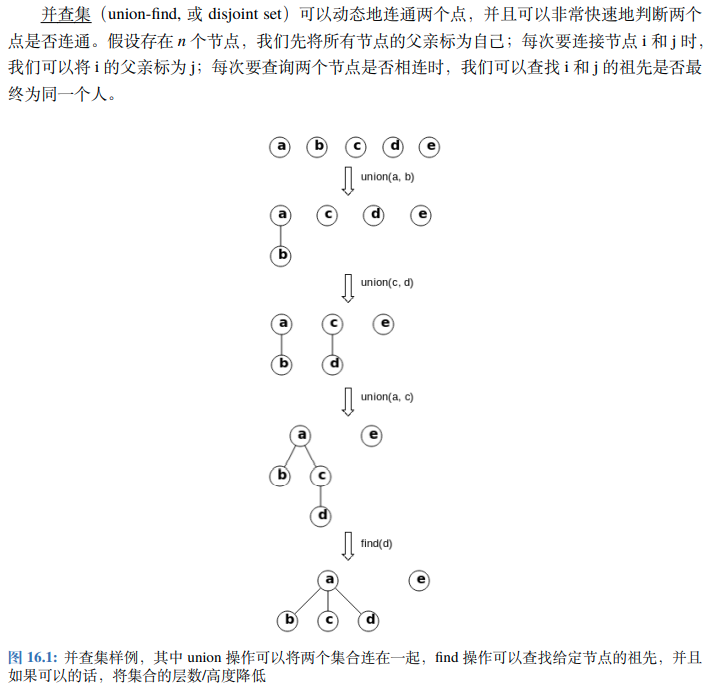 并查集（union-find, 或 disjoint set）可以动态地连通两个点，并且可以非常快速地判断两个
点是否连通。假设存在 n 个节点，我们先将所有节点的父亲标为自己；每次要连接节点 i 和 j 时，
我们可以将 i 的父亲标为 j；每次要查询两个节点是否相连时，我们可以查找 i 和 j 的祖先是否最
终为同一个人。
a b c d e
union(a, b)
a c d e
b
union(c, d)
a c e
b d
union(a, c)
a e
b c
d
find(d)
a e
b c d
图 16.1: 并查集样例，其中 union 操作可以将两个集合连在一起，find 操作可以查找给定节点的祖先，并且
如果可以的话，将集合的层数/高度降低